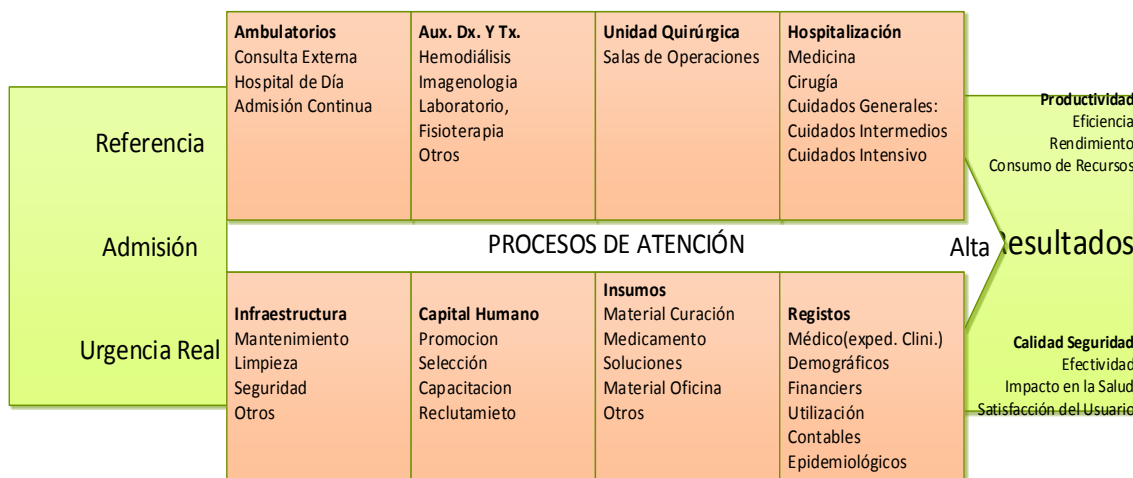 Referencia
Admisión
Urgencia Real
Ambulatorios
Consulta Externa
Hospital de Día
Admisión Continua
Aux. Dx. Y Tx.
Hemodiálisis
Imagenologia
Laboratorio,
Fisioterapia
Otros
Unidad Quirúrgica
Salas de Operaciones
Hospitalización
Medicina
Cirugía
Cuidados Generales:
Cuidados Intermedios
Cuidados Intensivo
PROCESOS DE ATENCIÓN
Alta
Infraestructura
Mantenimiento
Limpieza
Seguridad
Otros
Capital Humano
Promocion
Selección
Capacitacion
Reclutamieto
Insumos
Material Curación
Medicamento
Soluciones
Material Oficina
Otros
Registos
Médico(exped. Clini.)
Demográficos
Financiers
Utilización
Contables
Epidemiológicos
Productividad
Eficiencia
Rendimiento
Consumo de Recursos
Resultados
Calidad Seguridad
Efectividad
Impacto en la Salud
Satisfacción del Usuario